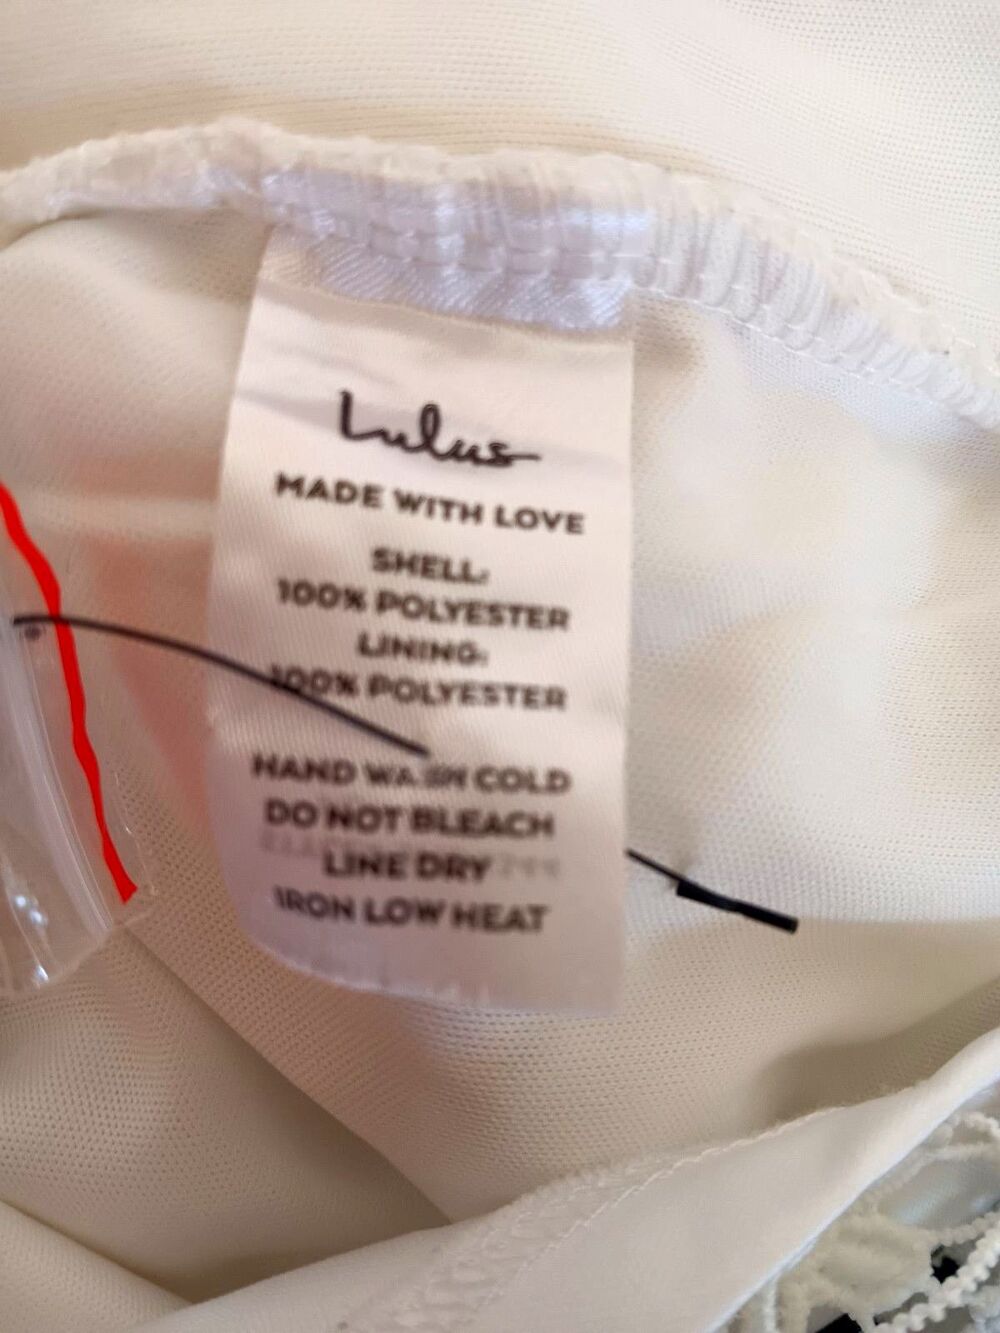 Lulus
MADE WITH LOVE
SHELL:
100% POLYESTER
LINING:
100% POLYESTER
HAND WASH COLD
DO NOT BLEACH
LINE DRY
IRON LOW HEAT